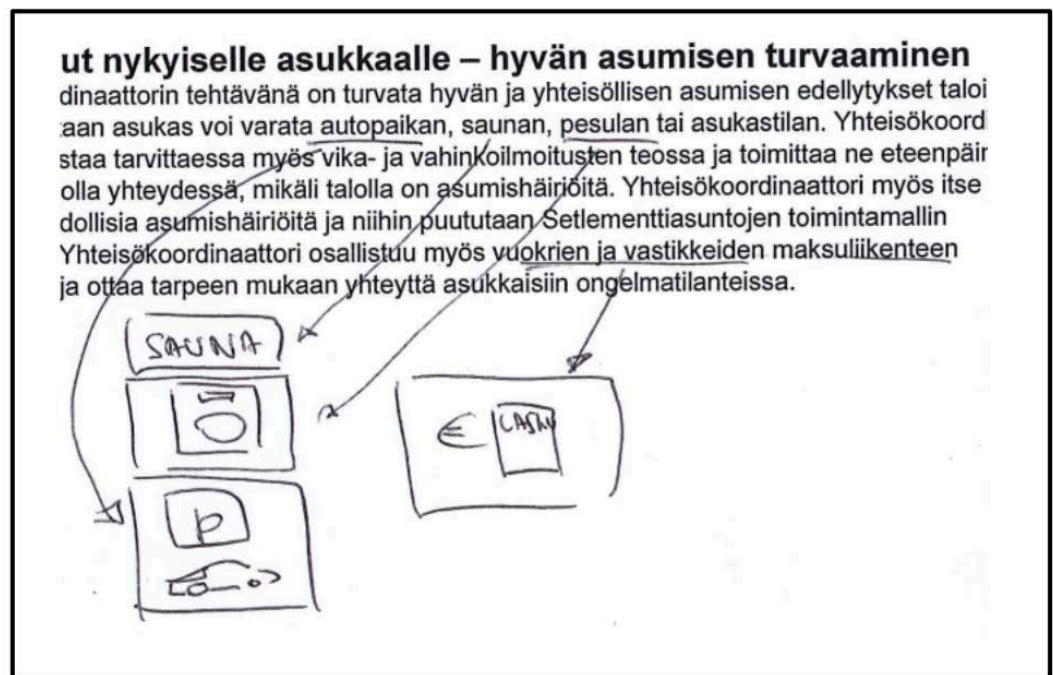 ut nykyiselle asukkaalle – hyvän asumisen turvaaminen
dinaattorin tehtävänä on turvata hyvän ja yhteisöllisen asumisen edellytykset taloi
aan asukas voi varata autopaikan, saunan, pesulan tai asukastilan. Yhteisökoord
staa tarvittaessa myös vika- ja vahinkoilmoitusten teossa ja toimittaa ne eteenpäin
olla yhteydessä, mikäli talolla on asumishäiriöitä. Yhteisökoordinaattori myös itse
dollisia asumishäiriöitä ja niihin puututaan Setlementtiasuntojen toimintamallin
Yhteisökoordinaattori osallistuu myös vuokrien ja vastikkeiden maksuliikenteen
ja ottaa tarpeen mukaan yhteyttä asukkaisiin ongelmatilanteissa.
SAUNA
€ LASKU
P